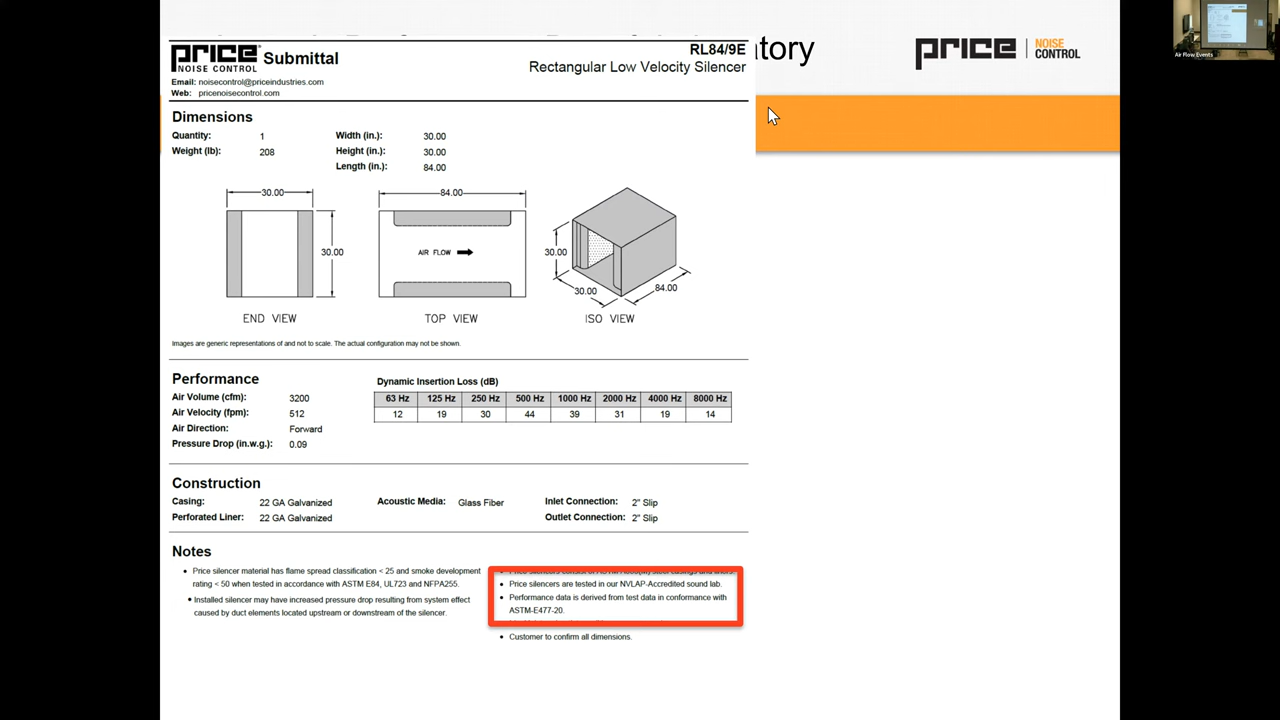 price Submittal
NOISE CONTROL
RL84/9E
Rectangular Low Velocity Silencer
Email: noisecontrol@priceindustries.com
Web: pricenoisecontrol.com
tory
price NOISE CONTROL
Air Flow Events
Dimensions
Quantity: 1 Width (in.): 30.00
Weight (lb): 208 Height (in.): 30.00
Length (in.): 84.00
30.00
30.00
END VIEW
84.00
AIR FLOW
TOP VIEW
30.00
30.00
84.00
ISO VIEW
Images are generic representations of and not to scale. The actual configuration may not be shown.
Performance
Air Volume (cfm): 3200
Air Velocity (fpm): 512
Air Direction: Forward
Pressure Drop (in.w.g.): 0.09
Dynamic Insertion Loss (dB)
63 Hz 125 Hz 250 Hz 500 Hz 1000 Hz 2000 Hz 4000 Hz 8000 Hz
12 19 30 44 39 31 19 14
Construction
Casing: 22 GA Galvanized Acoustic Media: Glass Fiber Inlet Connection: 2" Slip
Perforated Liner: 22 GA Galvanized Outlet Connection: 2" Slip
Notes
• Price silencer material has flame spread classification < 25 and smoke development
rating < 50 when tested in accordance with ASTM E84, UL723 and NFPA255.
• Installed silencer may have increased pressure drop resulting from system effect
caused by duct elements located upstream or downstream of the silencer.
• Price silencers are tested in our NVLAP-Accredited sound lab.
• Performance data is derived from test data in conformance with
ASTM-E477-20.
• Customer to confirm all dimensions.